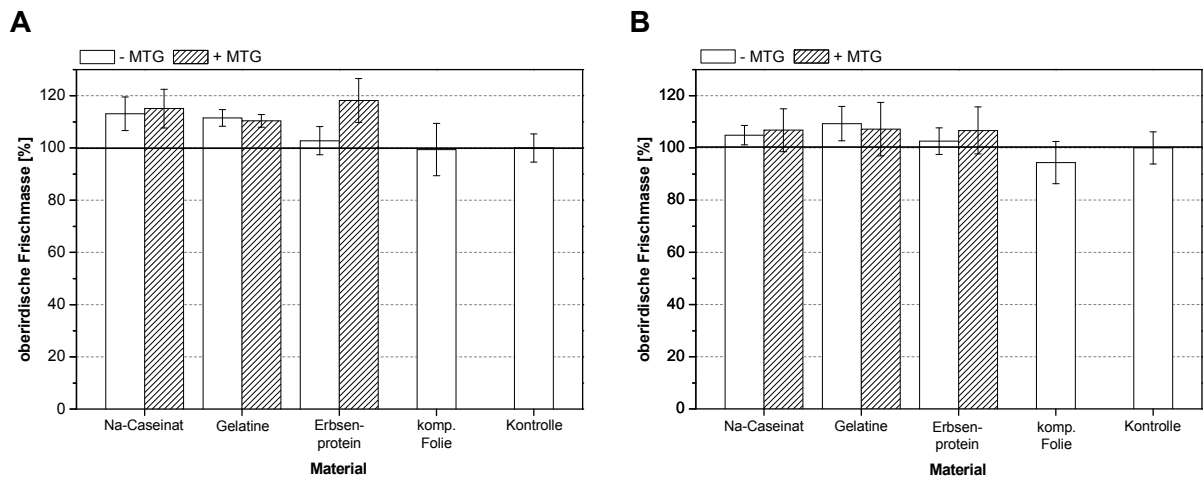 A
- MTG + MTG
oberirdische Frischmasse [%]
120
100
80
60
40
20
0
Na-Caseinat Gelatine Erbsen- komp. Kontrolle
protein Folie
Material
B
- MTG + MTG
oberirdische Frischmasse [%]
120
100
80
60
40
20
0
Na-Caseinat Gelatine Erbsen- komp. Kontrolle
protein Folie
Material